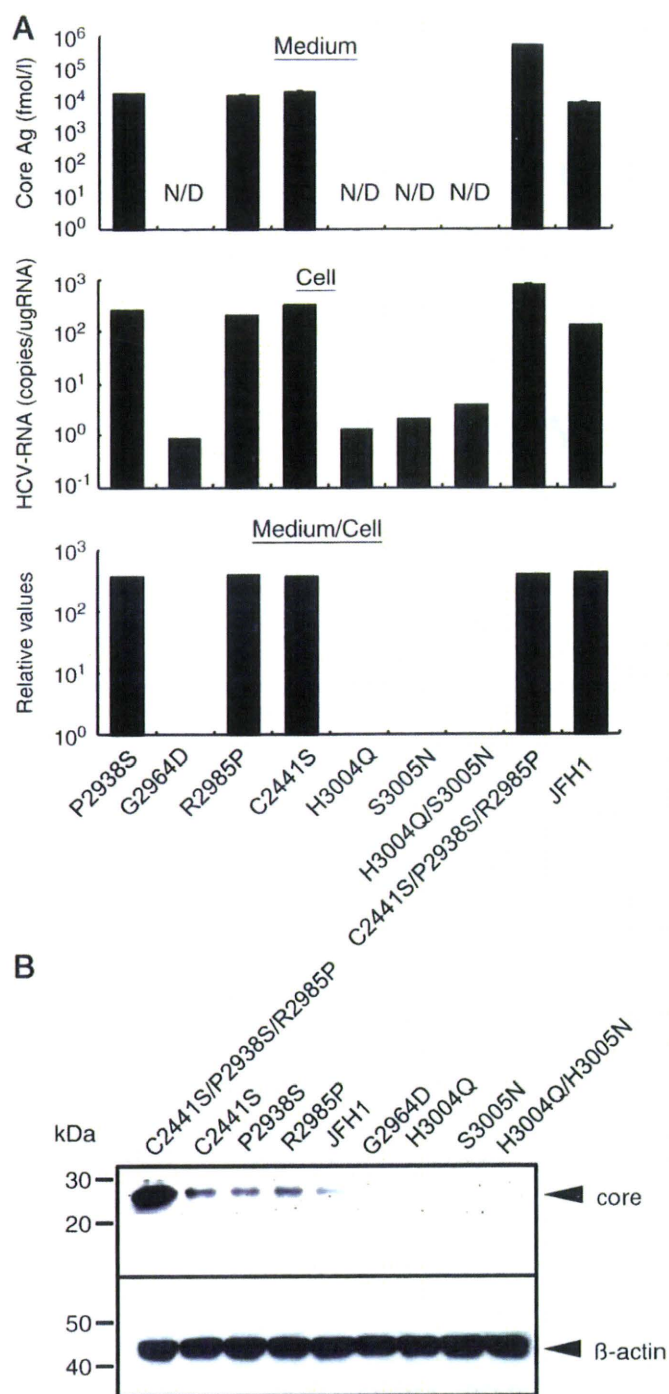 A
Medium
Core Ag (fmol/l)
10⁶
10⁵
10⁴
10³
10²
10¹
10⁰
N/D
N/D
N/D
N/D
Cell
HCV-RNA (copies/ugRNA)
10³
10²
10¹
10⁰
10⁻¹
Medium/Cell
Relative values
10³
10²
10¹
10⁰
P2938S
G2964D
R2985P
C2441S
H3004Q
S3005N
H3004Q/S3005N
C2441S/P2938S/R2985P
JFH1
B
C2441S/P2938S/R2985P
C2441S
P2938S
R2985P
JFH1
G2964D
H3004Q
S3005N
H3004Q/H3005N
kDa
30
20
core
50
40
ß-actin